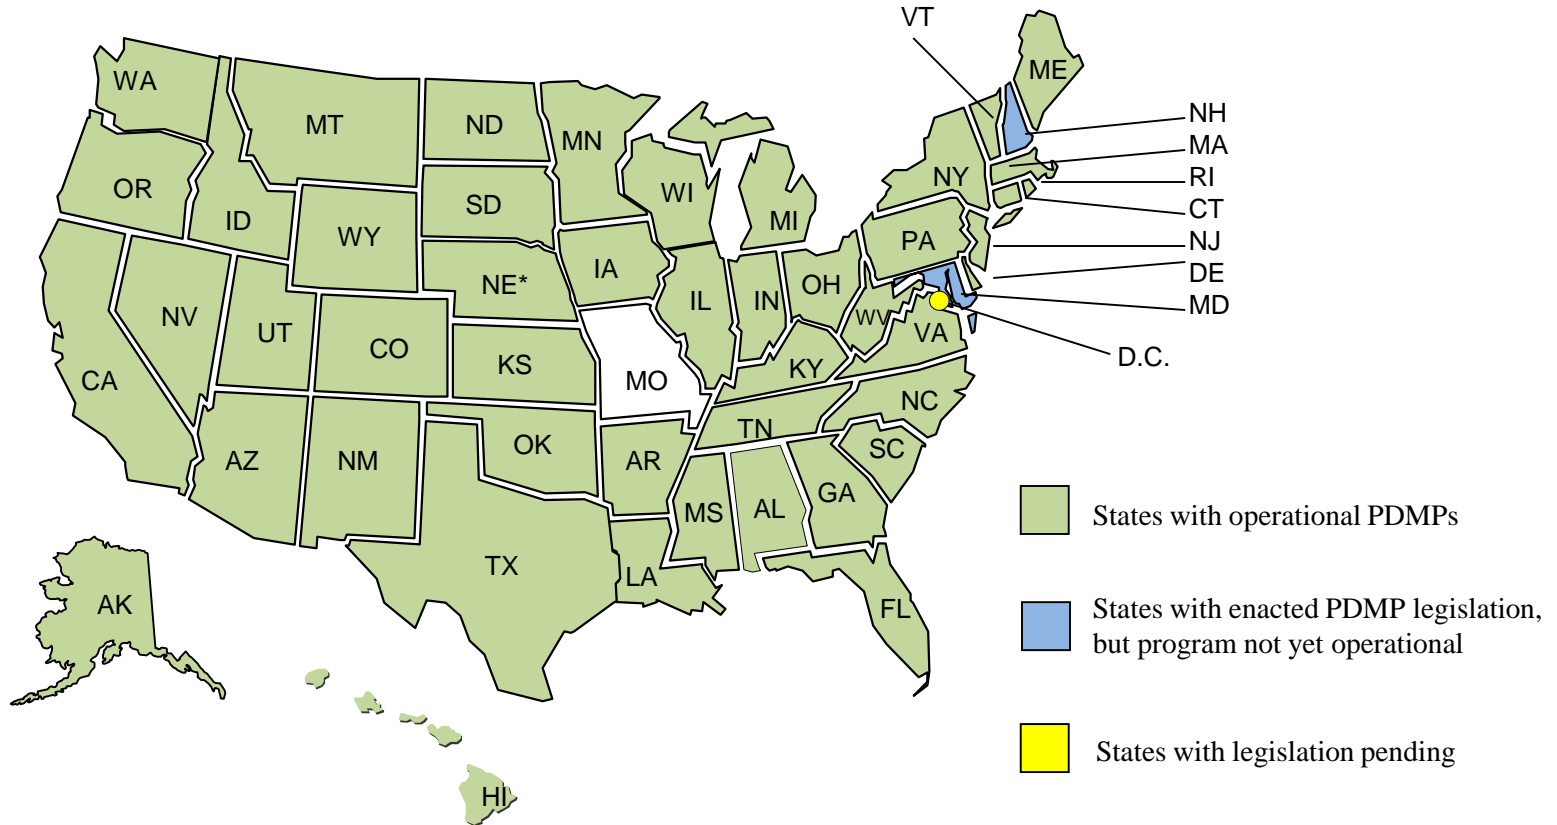 VT
ME
WA
NH
MT
ND
MN
MA
OR
WI
NY
RI
ID
SD
MI
CT
WY
PA
NJ
IA
DE
NE*
OH
IL
IN
MD
NV
WV
UT
CO
VA
KS
KY
D.C.
CA
MO
NC
TN
OK
SC
AZ
NM
AR
GA
MS
AL
States with operational PDMPs
TX
LA
AK
FL
States with enacted PDMP legislation,
but program not yet operational
States with legislation pending
HI